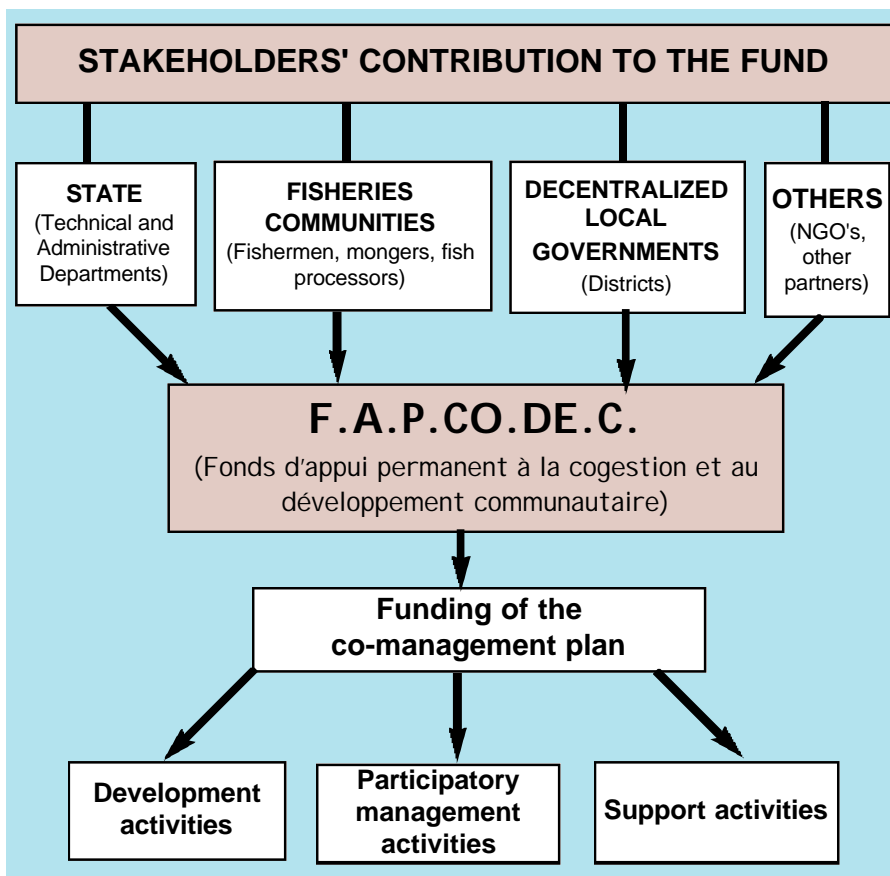 STAKEHOLDERS' CONTRIBUTION TO THE FUND
STATE
(Technical and
Administrative
Departments)
FISHERIES
COMMUNITIES
(Fishermen, mongers, fish
processors)
DECENTRALIZED
LOCAL
GOVERNMENTS
(Districts)
OTHERS
(NGO's,
other
partners)
F.A.P.CO.DE.C.
(Fonds d'appui permanent à la cogestion et au
développement communautaire)
Funding of the
co-management plan
Development
activities
Participatory
management
activities
Support activities